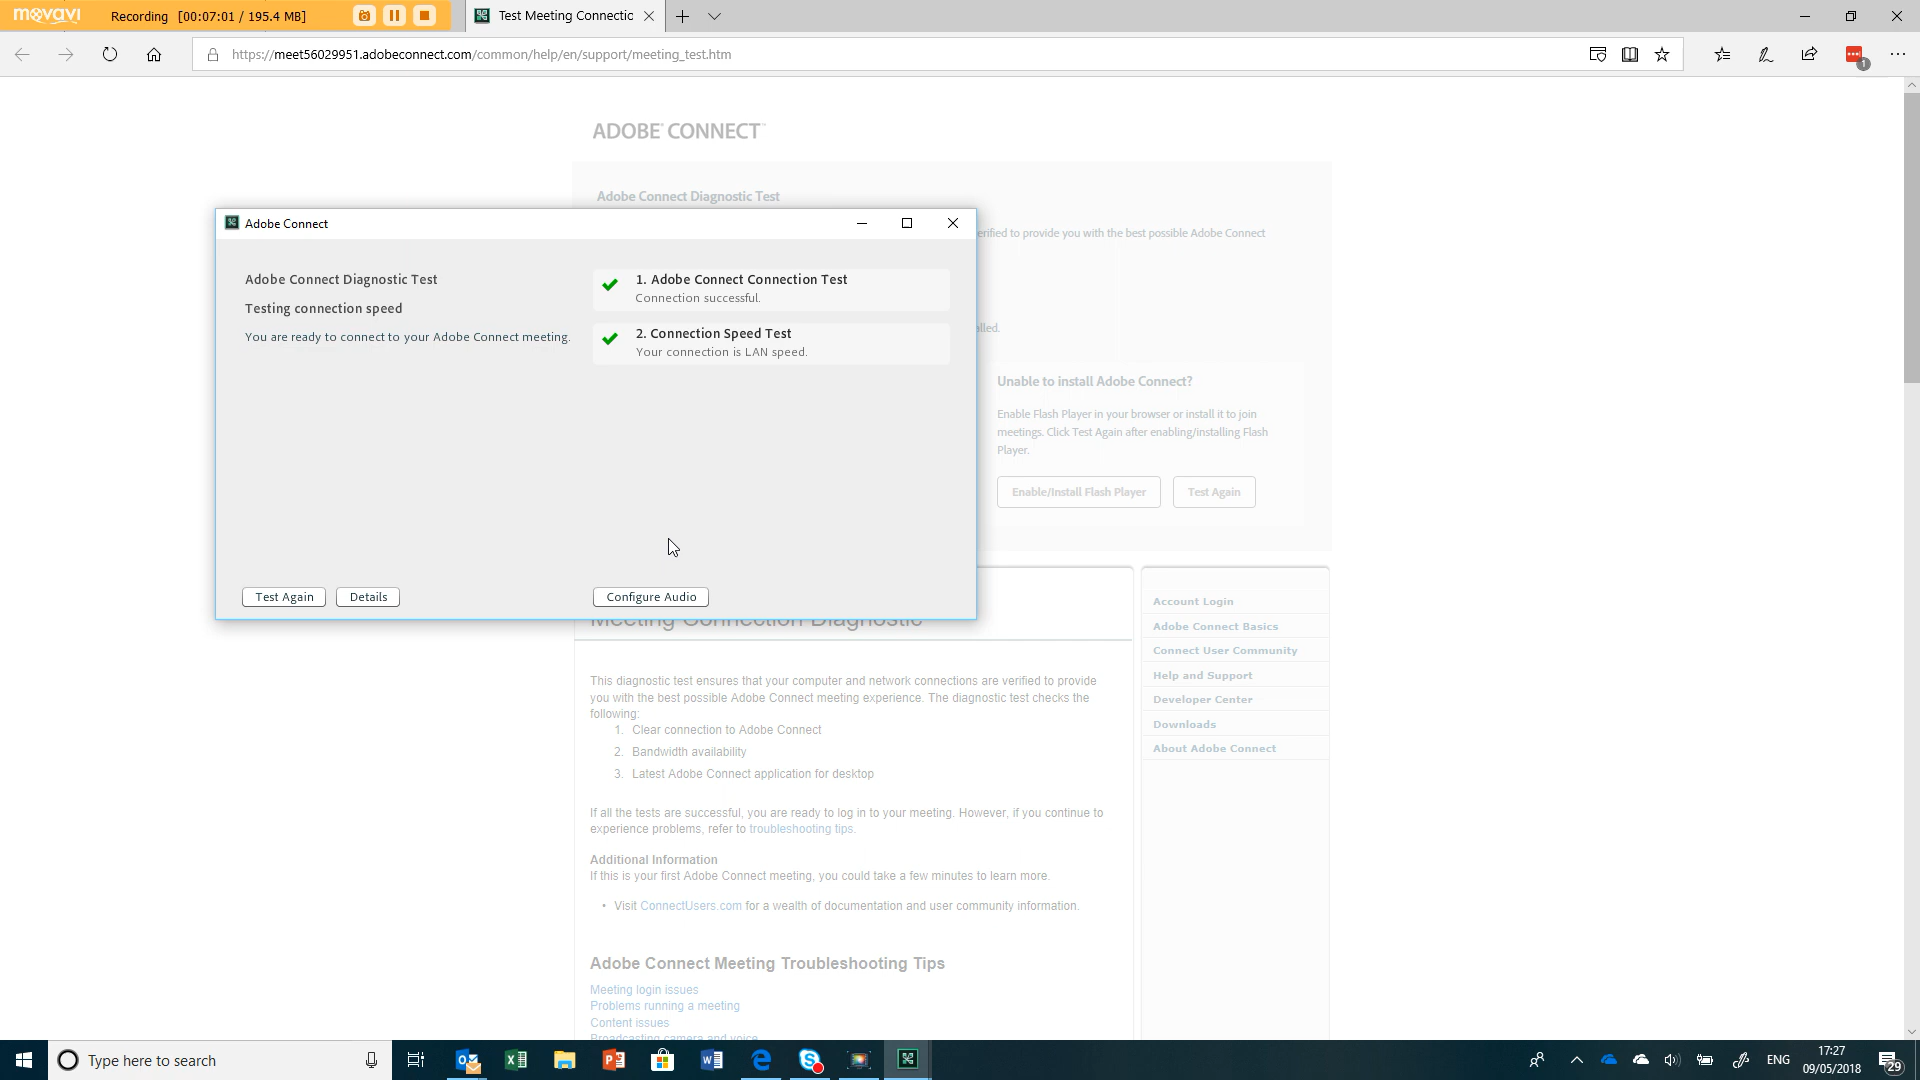 movavi Recording [00:07:01 / 195.4 MB]
Test Meeting Connectic
https://meet56029951.adobeconnect.com/common/help/en/support/meeting_test.htm
1
ADOBE® CONNECT™
Adobe Connect Diagnostic Test
erified to provide you with the best possible Adobe Connect
alled.
Unable to install Adobe Connect?
Enable Flash Player in your browser or install it to join
meetings. Click Test Again after enabling/installing Flash
Player.
Enable/Install Flash Player Test Again
Adobe Connect
Adobe Connect Diagnostic Test
Testing connection speed
You are ready to connect to your Adobe Connect meeting.
1. Adobe Connect Connection Test
Connection successful.
2. Connection Speed Test
Your connection is LAN speed.
Test Again Details Configure Audio
Meeting Connection Diagnostic
This diagnostic test ensures that your computer and network connections are verified to provide
you with the best possible Adobe Connect meeting experience. The diagnostic test checks the
following:
1. Clear connection to Adobe Connect
2. Bandwidth availability
3. Latest Adobe Connect application for desktop
If all the tests are successful, you are ready to log in to your meeting. However, if you continue to
experience problems, refer to troubleshooting tips.
Additional Information
If this is your first Adobe Connect meeting, you could take a few minutes to learn more.
• Visit ConnectUsers.com for a wealth of documentation and user community information.
Adobe Connect Meeting Troubleshooting Tips
Meeting login issues
Problems running a meeting
Content issues
Broadcasting camera and voice
Account Login
Adobe Connect Basics
Connect User Community
Help and Support
Developer Center
Downloads
About Adobe Connect
Type here to search
ENG
17:27
09/05/2018
29